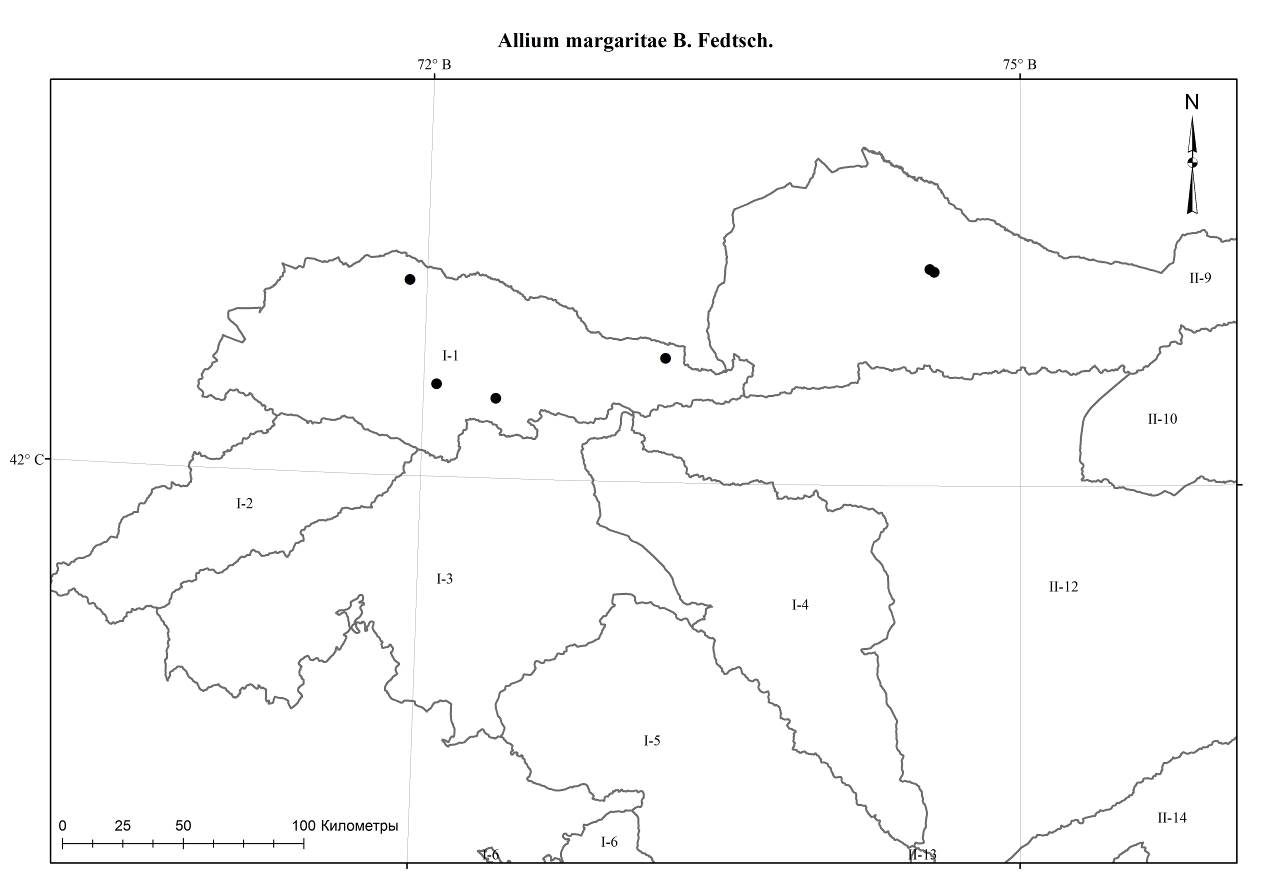 Allium margaritae B. Fedtsch.
72° В
75° В
N
II-9
I-1
II-10
42° С
I-2
I-3
II-12
I-4
I-5
II-14
0 25 50 100 Километры
I-6
I-6
II-13